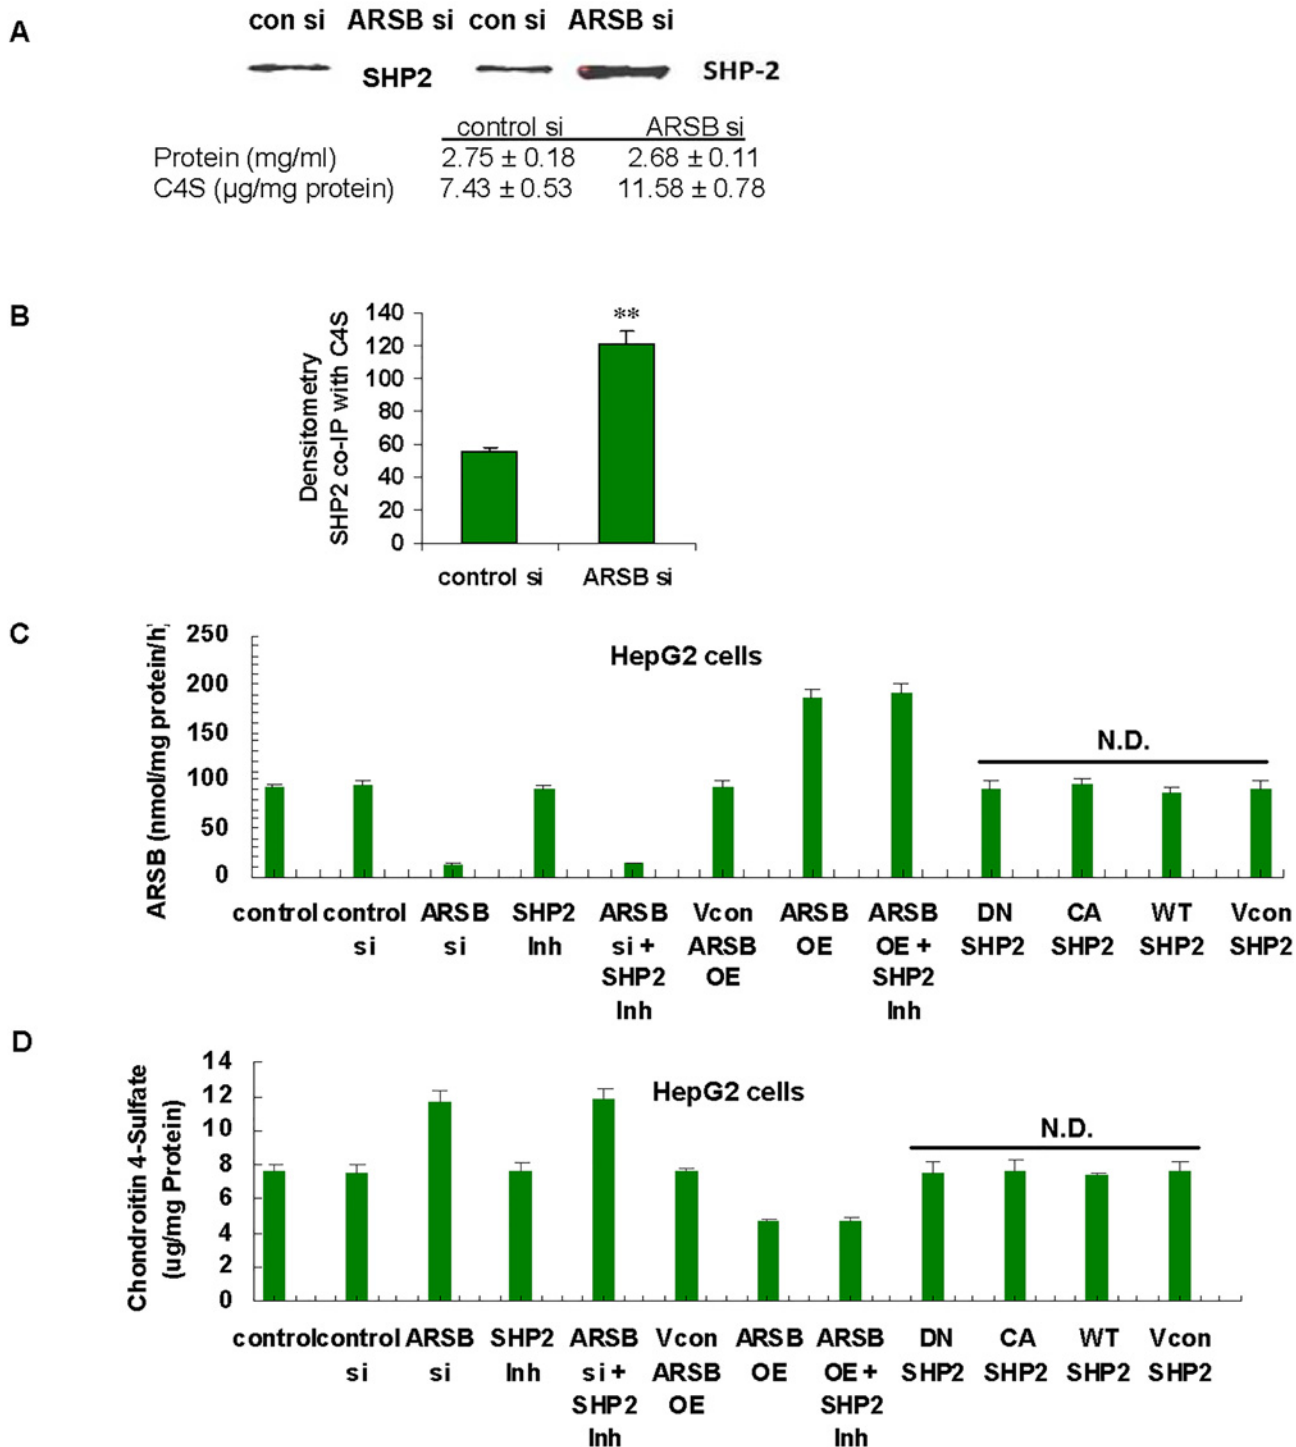 A
con si ARSB si con si ARSB si
SHP2 SHP-2
control si ARSB si
Protein (mg/ml) 2.75 ± 0.18 2.68 ± 0.11
C4S (µg/mg protein) 7.43 ± 0.53 11.58 ± 0.78
B
Densitometry
SHP2 co-IP with C4S
140
120
100
80
60
40
20
0
**
control si ARSB si
C
ARSB (nmol/mg protein/h)
250
200
150
100
50
0
HepG2 cells
N.D.
control control ARSB SHP2 ARSB Vcon ARSB ARSB DN CA WT Vcon
si si Inh si + ARSB OE OE + SHP2 SHP2 SHP2 SHP2
SHP2 OE SHP2
Inh Inh
D
Chondroitin 4-Sulfate
(ug/mg Protein)
14
12
10
8
6
4
2
0
HepG2 cells
N.D.
control control ARSB SHP2 ARSB Vcon ARSB ARSB DN CA WT Vcon
si si Inh si + ARSB OE OE + SHP2 SHP2 SHP2 SHP2
SHP2 OE SHP2
Inh Inh